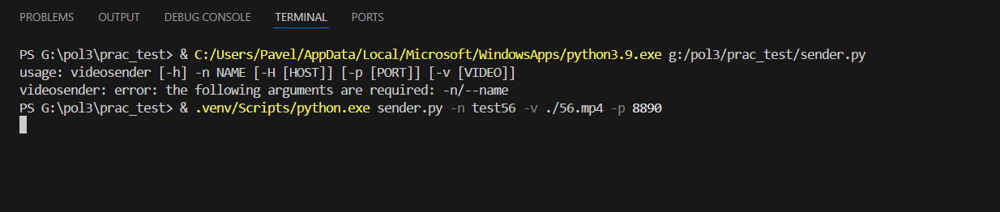 PROBLEMS OUTPUT DEBUG CONSOLE TERMINAL PORTS
PS G:\pol3\prac_test> & C:/Users/Pavel/AppData/Local/Microsoft/WindowsApps/python3.9.exe g:/pol3/prac_test/sender.py
usage: videosender [-h] -n NAME [-H [HOST]] [-p [PORT]] [-v [VIDEO]]
videosender: error: the following arguments are required: -n/--name
PS G:\pol3\prac_test> & .venv/Scripts/python.exe sender.py -n test56 -v ./56.mp4 -p 8890